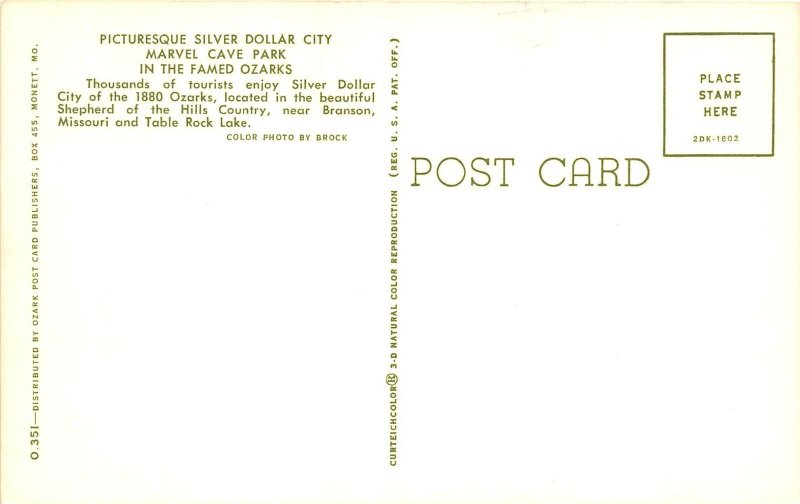 PICTURESQUE SILVER DOLLAR CITY
MARVEL CAVE PARK
IN THE FAMED OZARKS
Thousands of tourists enjoy Silver Dollar
City of the 1880 Ozarks, located in the beautiful
Shepherd of the Hills Country, near Branson,
Missouri and Table Rock Lake.
COLOR PHOTO BY BROCK
O.351—DISTRIBUTED BY OZARK POST CARD PUBLISHERS, BOX 455, MONETT, MO.
CURTEICHCOLOR® 3-D NATURAL COLOR REPRODUCTION (REG. U. S. A. PAT. OFF.)
POST CARD
PLACE
STAMP
HERE
2DK-1802